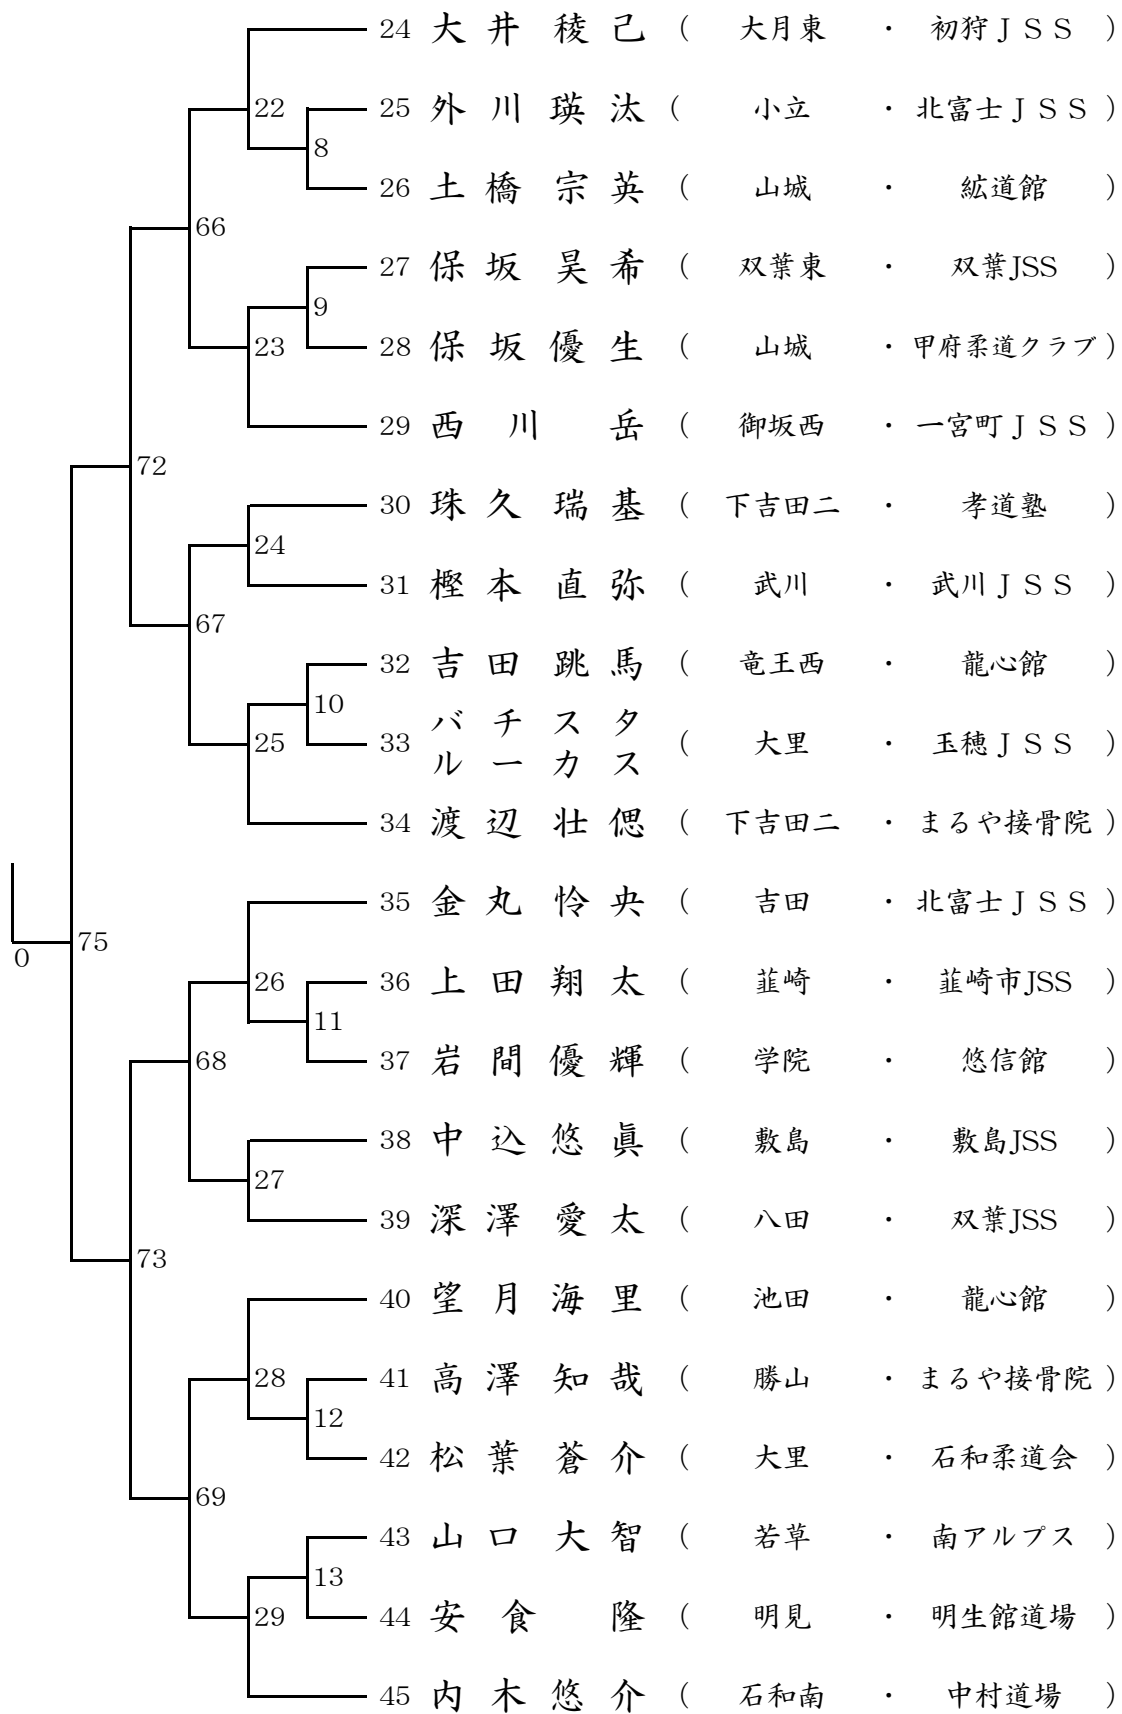 24 大井 稜己 ( 大月東 ・ 初狩ＪＳＳ )
22
25 外川 瑛汰 ( 小立 ・ 北富士ＪＳＳ )
8
26 土橋 宗英 ( 山城 ・ 紘道館 )
66
27 保坂 昊希 ( 双葉東 ・ 双葉JSS )
9
23
28 保坂 優生 ( 山城 ・ 甲府柔道クラブ )
29 西川 岳 ( 御坂西 ・ 一宮町ＪＳＳ )
72
30 珠久 瑞基 ( 下吉田二 ・ 孝道塾 )
24
31 樫本 直弥 ( 武川 ・ 武川ＪＳＳ )
67
32 吉田 跳馬 ( 竜王西 ・ 龍心館 )
10
25
33 バチスタ ルーカス ( 大里 ・ 玉穂ＪＳＳ )
34 渡辺 壮偲 ( 下吉田二 ・ まるや接骨院 )
35 金丸 怜央 ( 吉田 ・ 北富士ＪＳＳ )
75
0
26
36 上田 翔太 ( 韮崎 ・ 韮崎市JSS )
11
37 岩間 優輝 ( 学院 ・ 悠信館 )
68
38 中込 悠眞 ( 敷島 ・ 敷島JSS )
27
39 深澤 愛太 ( 八田 ・ 双葉JSS )
73
40 望月 海里 ( 池田 ・ 龍心館 )
28
41 高澤 知哉 ( 勝山 ・ まるや接骨院 )
12
42 松葉 蒼介 ( 大里 ・ 石和柔道会 )
69
43 山口 大智 ( 若草 ・ 南アルプス )
13
29
44 安食 隆 ( 明見 ・ 明生館道場 )
45 内木 悠介 ( 石和南 ・ 中村道場 )